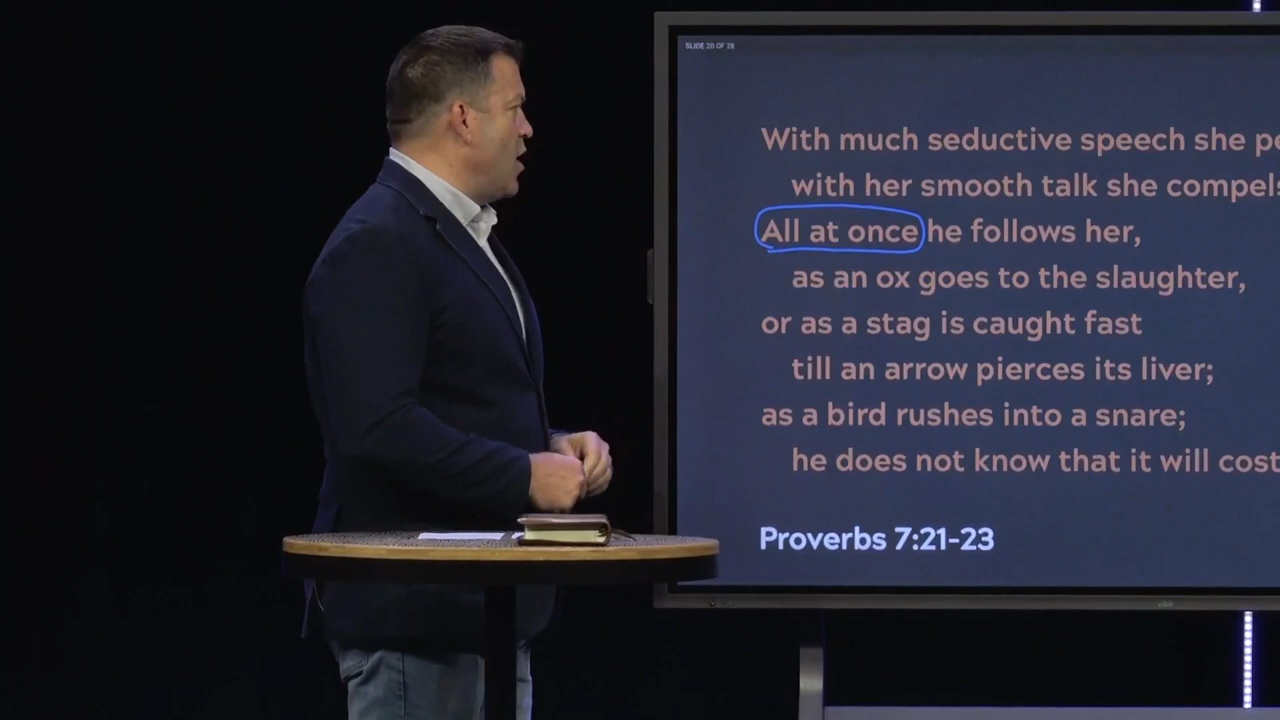 SLIDE 20 OF 28
With much seductive speech she
with her smooth talk she
All at once he follows her,
as an ox goes to the slaughter,
or as a stag is caught fast
till an arrow pierces its liver;
as a bird rushes into a snare;
he does not know that it will cost
Proverbs 7:21-23